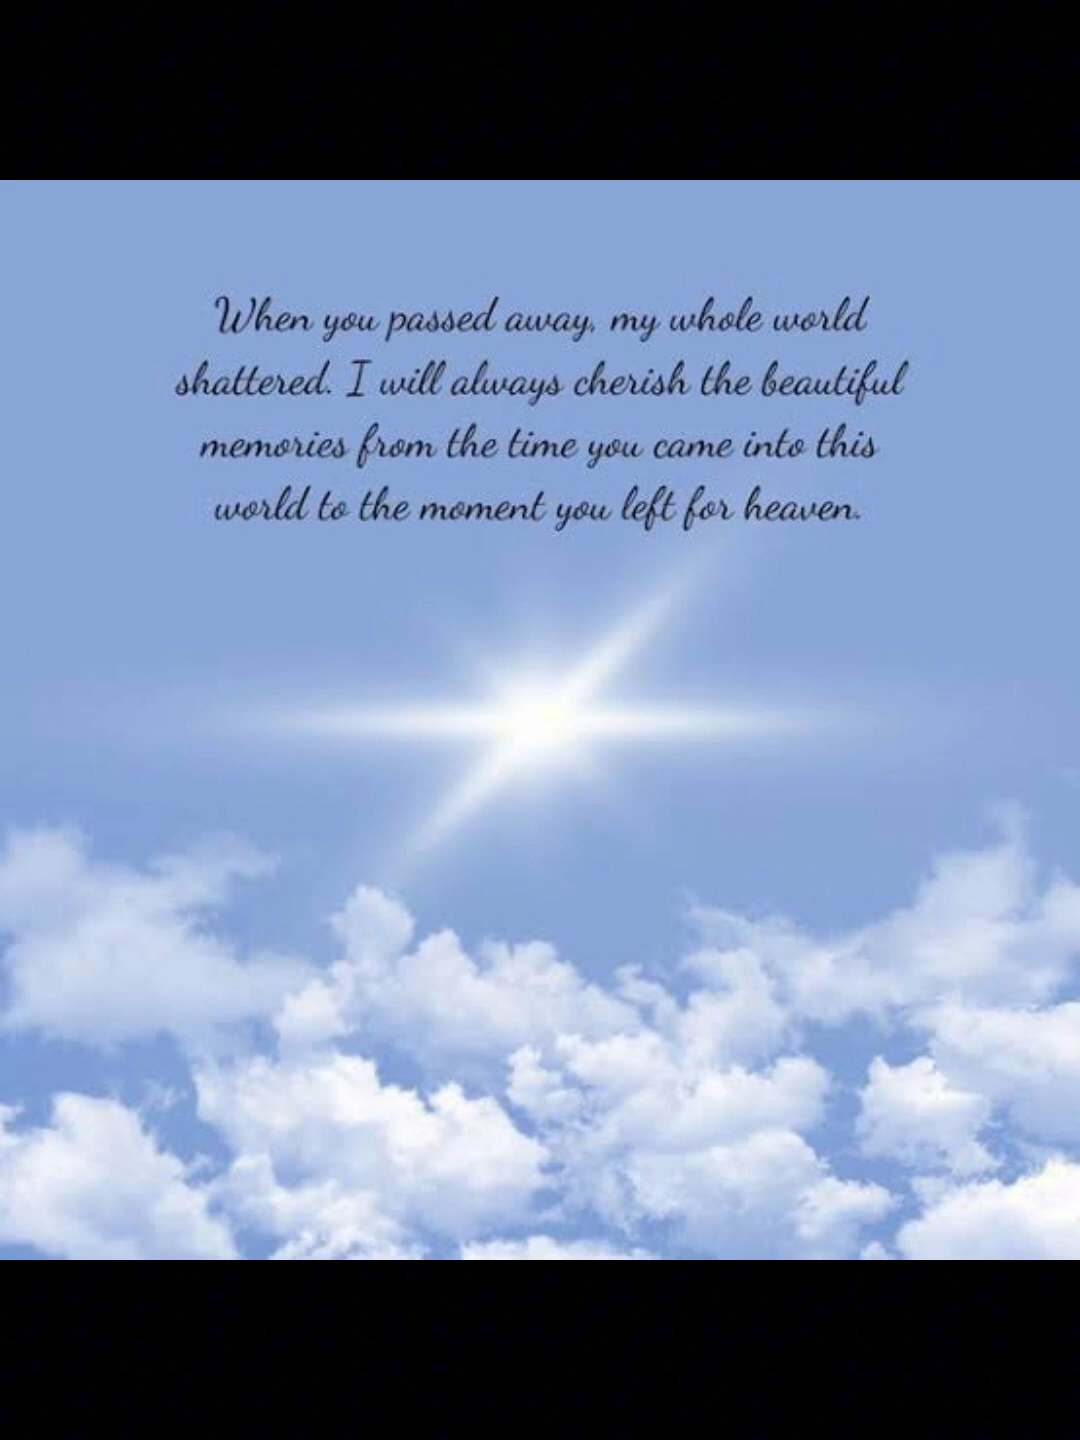 When you passed away, my whole world
shattered. I will always cherish the beautiful
memories from the time you came into this
world to the moment you left for heaven.